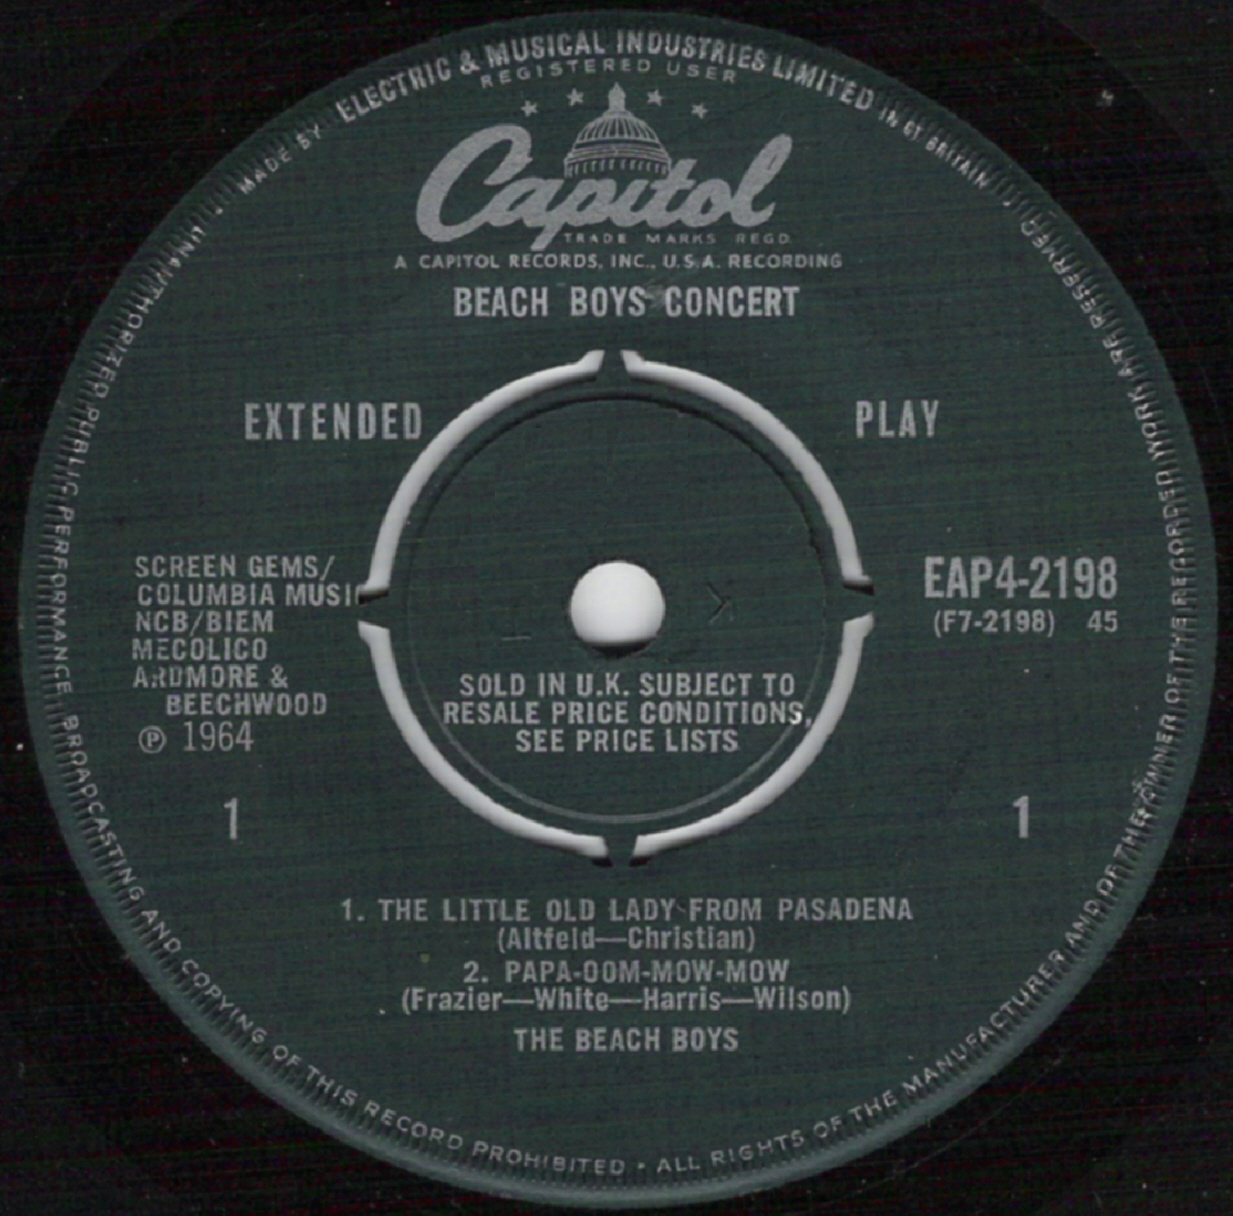 MADE BY ELECTRIC & MUSICAL INDUSTRIES LIMITED IN GT BRITAIN
REGISTERED USER
Capitol
TRADE MARKS REGD
A CAPITOL RECORDS, INC., U.S.A. RECORDING
BEACH BOYS CONCERT
EXTENDED PLAY
SCREEN GEMS/
COLUMBIA MUSIC
NCB/BIEM
MECOLICO
ARDMORE &
BEECHWOOD
℗ 1964
EAP4-2198
(F7-2198) 45
SOLD IN U.K. SUBJECT TO
RESALE PRICE CONDITIONS,
SEE PRICE LISTS
1 1
1. THE LITTLE OLD LADY FROM PASADENA
(Altfeld—Christian)
2. PAPA-OOM-MOW-MOW
(Frazier—White—Harris—Wilson)
THE BEACH BOYS
UNAUTHORIZED PUBLIC PERFORMANCE BROADCASTING AND COPYING OF THIS RECORD PROHIBITED • ALL RIGHTS OF THE MANUFACTURER AND OF THE OWNER OF THE RECORDED WORK ARE RESERVED